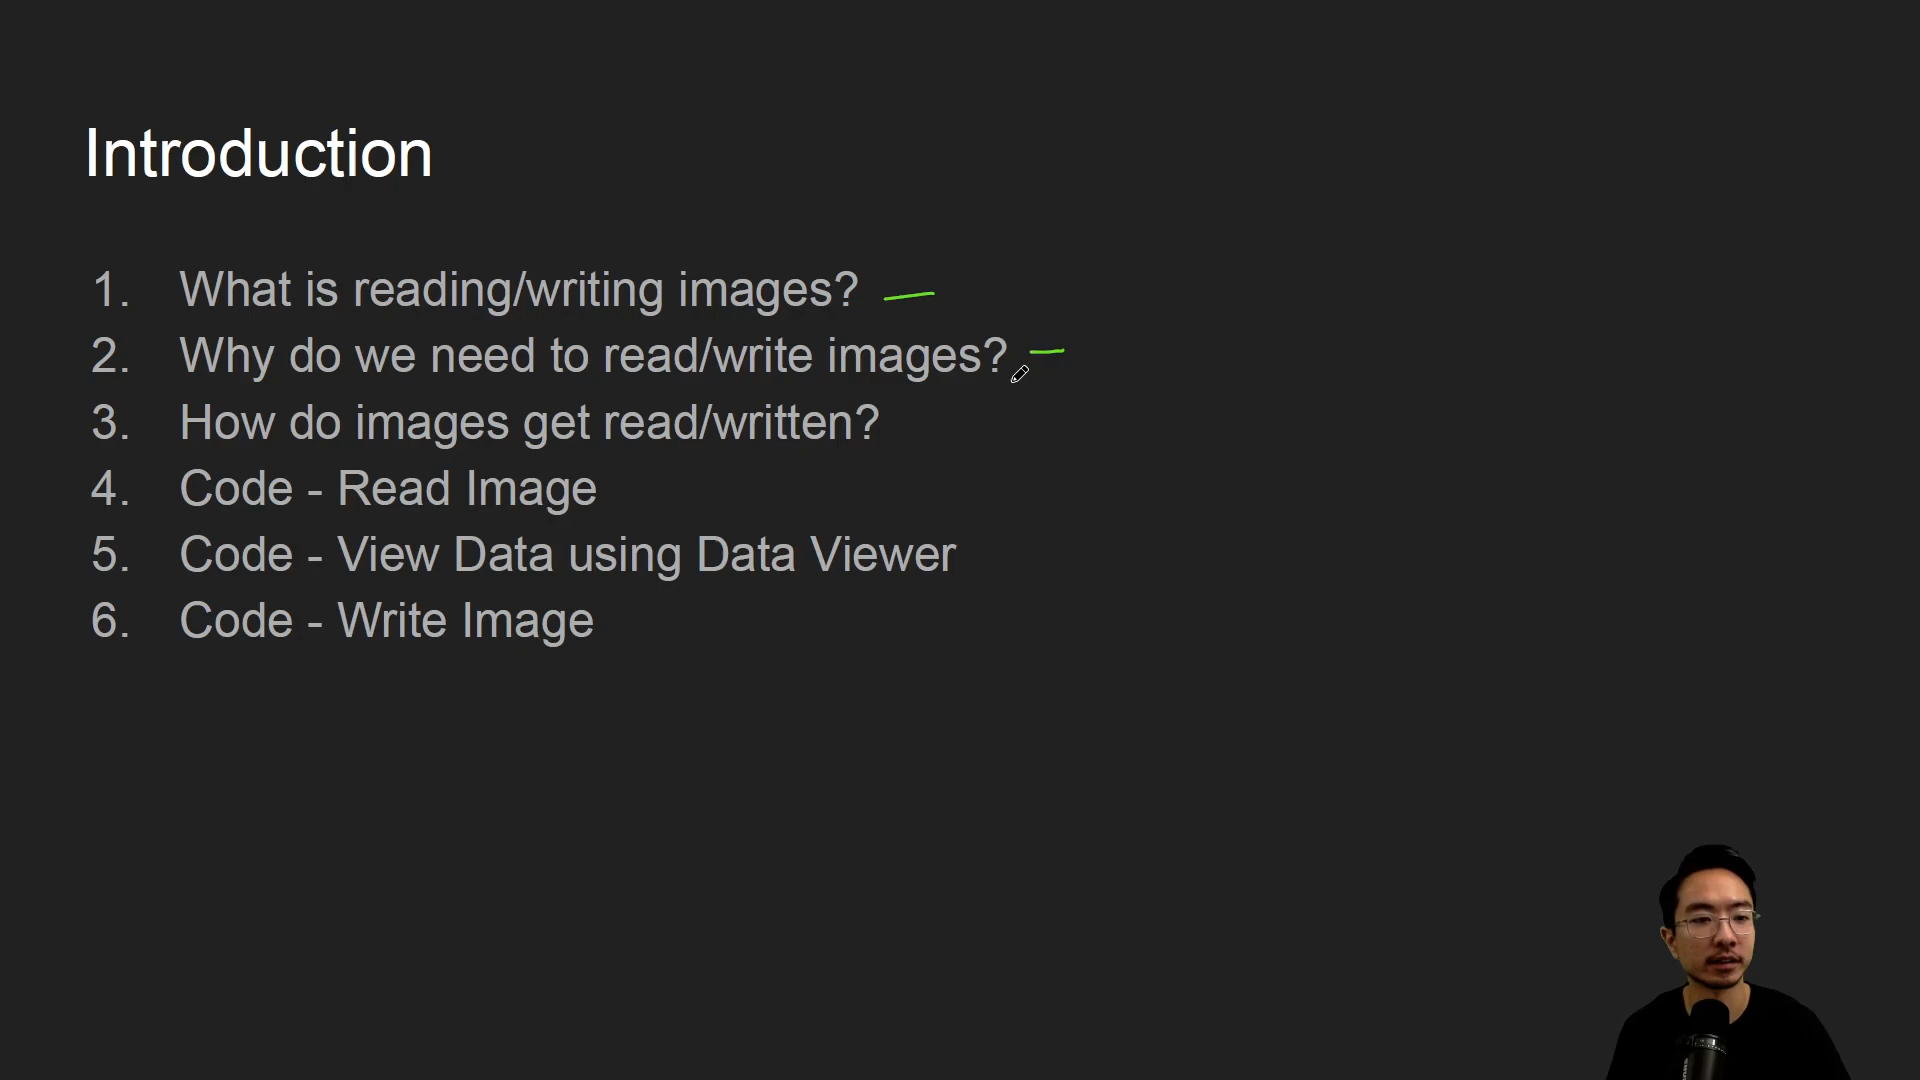 Introduction
1. What is reading/writing images?
2. Why do we need to read/write images?
3. How do images get read/written?
4. Code - Read Image
5. Code - View Data using Data Viewer
6. Code - Write Image